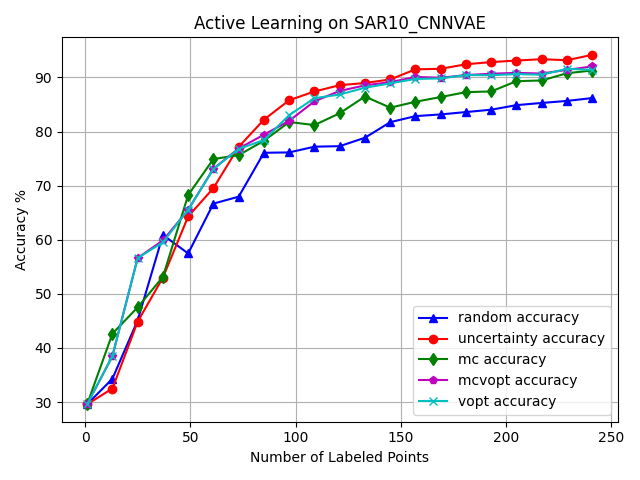 Active Learning on SAR10_CNNVAE
Accuracy %
90
80
70
60
50
40
30
0 50 100 150 200 250
Number of Labeled Points
random accuracy
uncertainty accuracy
mc accuracy
mcvopt accuracy
vopt accuracy